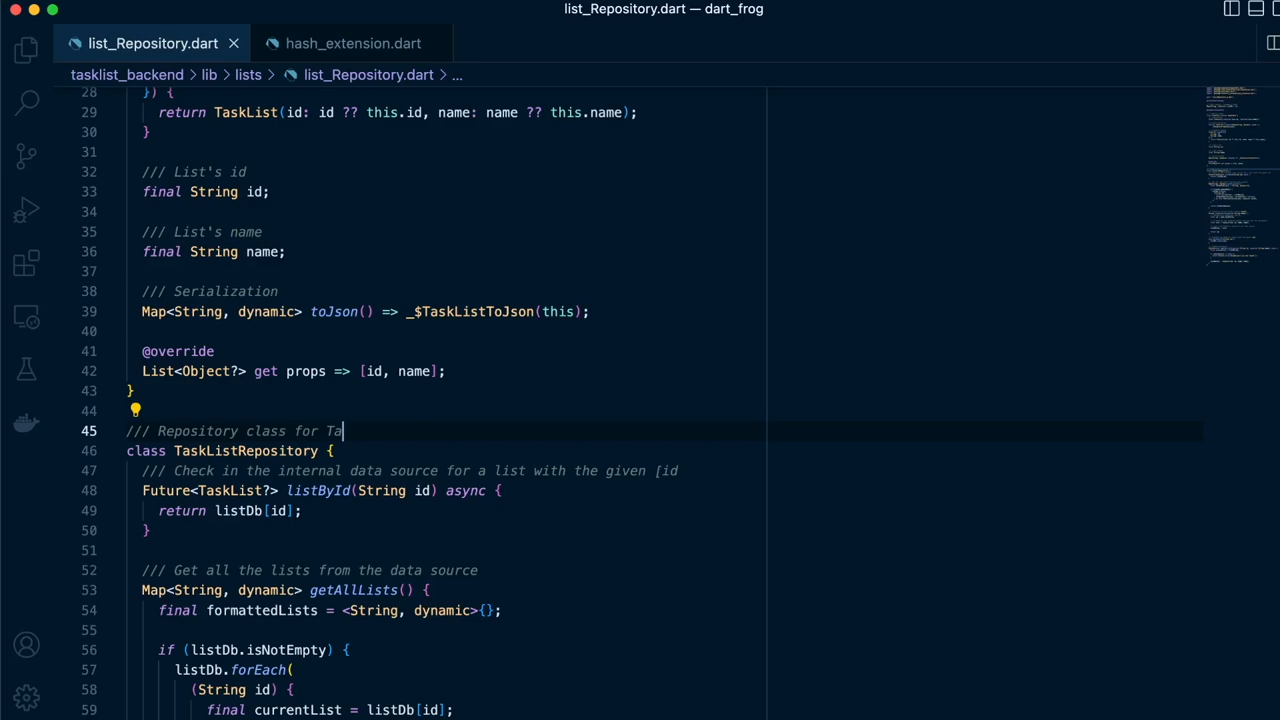 list_Repository.dart — dart_frog
list_Repository.dart
hash_extension.dart
tasklist_backend > lib > lists > list_Repository.dart > ...
28 }) {
29 return TaskList(id: id ?? this.id, name: name ?? this.name);
30 }
31
32 /// List's id
33 final String id;
34
35 /// List's name
36 final String name;
37
38 /// Serialization
39 Map<String, dynamic> toJson() => _$TaskListToJson(this);
40
41 @override
42 List<Object?> get props => [id, name];
43 }
44
45 /// Repository class for Ta
46 class TaskListRepository {
47 /// Check in the internal data source for a list with the given [id
48 Future<TaskList?> listById(String id) async {
49 return listDb[id];
50 }
51
52 /// Get all the lists from the data source
53 Map<String, dynamic> getAllLists() {
54 final formattedLists = <String, dynamic>{};
55
56 if (listDb.isNotEmpty) {
57 listDb.forEach(
58 (String id) {
59 final currentList = listDb[id];